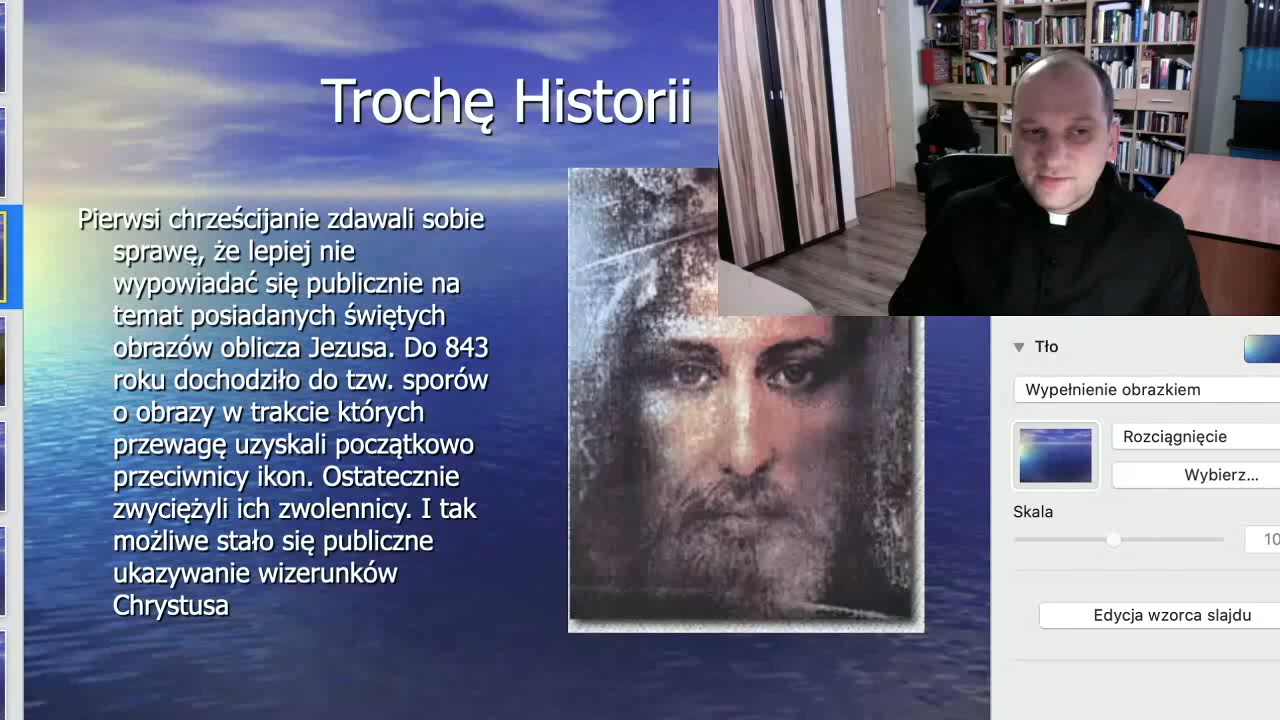 Trochę Historii
Pierwsi chrześcijanie zdawali sobie
sprawę, że lepiej nie
wypowiadać się publicznie na
temat posiadanych świętych
obrazów oblicza Jezusa. Do 843
roku dochodziło do tzw. sporów
o obrazy w trakcie których
przewagę uzyskali początkowo
przeciwnicy ikon. Ostatecznie
zwyciężyli ich zwolennicy. I tak
możliwe stało się publiczne
ukazywanie wizerunków
Chrystusa
Tło
Wypełnienie obrazkiem
Rozciągnięcie
Wybierz...
Skala
10
Edycja wzorca slajdu